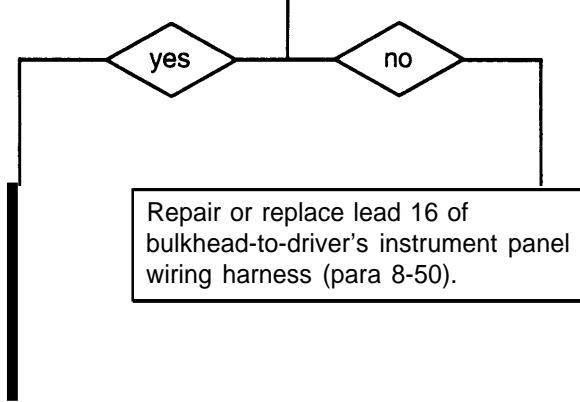 yes
no
Repair or replace lead 16 of
bulkhead-to-driver's instrument panel
wiring harness (para 8-50).